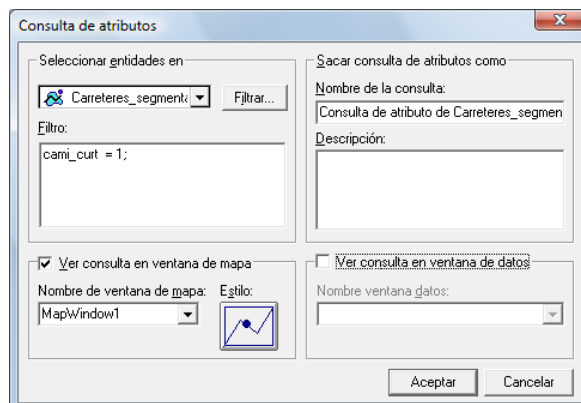 Consulta de atributos
Seleccionar entidades en
Carreteres_segment
Filtrar...
Filtro:
cami_curt = 1;
Sacar consulta de atributos como
Nombre de la consulta:
Consulta de atributo de Carreteres_segmen
Descripción:
Ver consulta en ventana de mapa
Nombre de ventana de mapa:
Estilo:
MapWindow1
Ver consulta en ventana de datos
Nombre ventana datos:
Aceptar
Cancelar